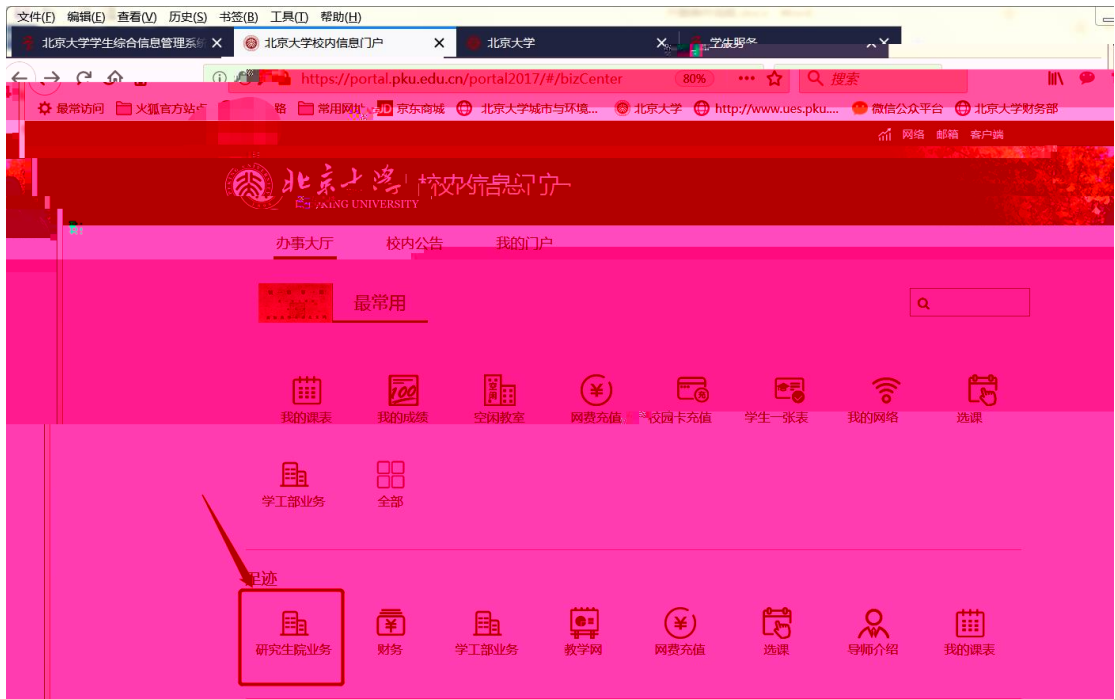 文件(F) 编辑(E) 查看(V) 历史(S) 书签(B) 工具(T) 帮助(H)
北京大学学生综合信息管理系统 北京大学校内信息门户 北京大学
https://portal.pku.edu.cn/portal2017/#/bizCenter 80% 搜索
最常访问 火狐官方站点 常用网址 JD 京东商城 北京大学城市与环境... 北京大学 http://www.ues.pku.... 微信公众平台 北京大学财务部
网络 邮箱 客户端
北京大学 校内信息门户
PEKING UNIVERSITY
办事大厅 校内公告 我的门户
最常用
100
我的课表 我的成绩 空闲教室 网费充值 校园卡充值 学生一张表 我的网络 选课
学工部业务 全部
足迹
研究生院业务 财务 学工部业务 教学网 网费充值 选课 导师介绍 我的课表